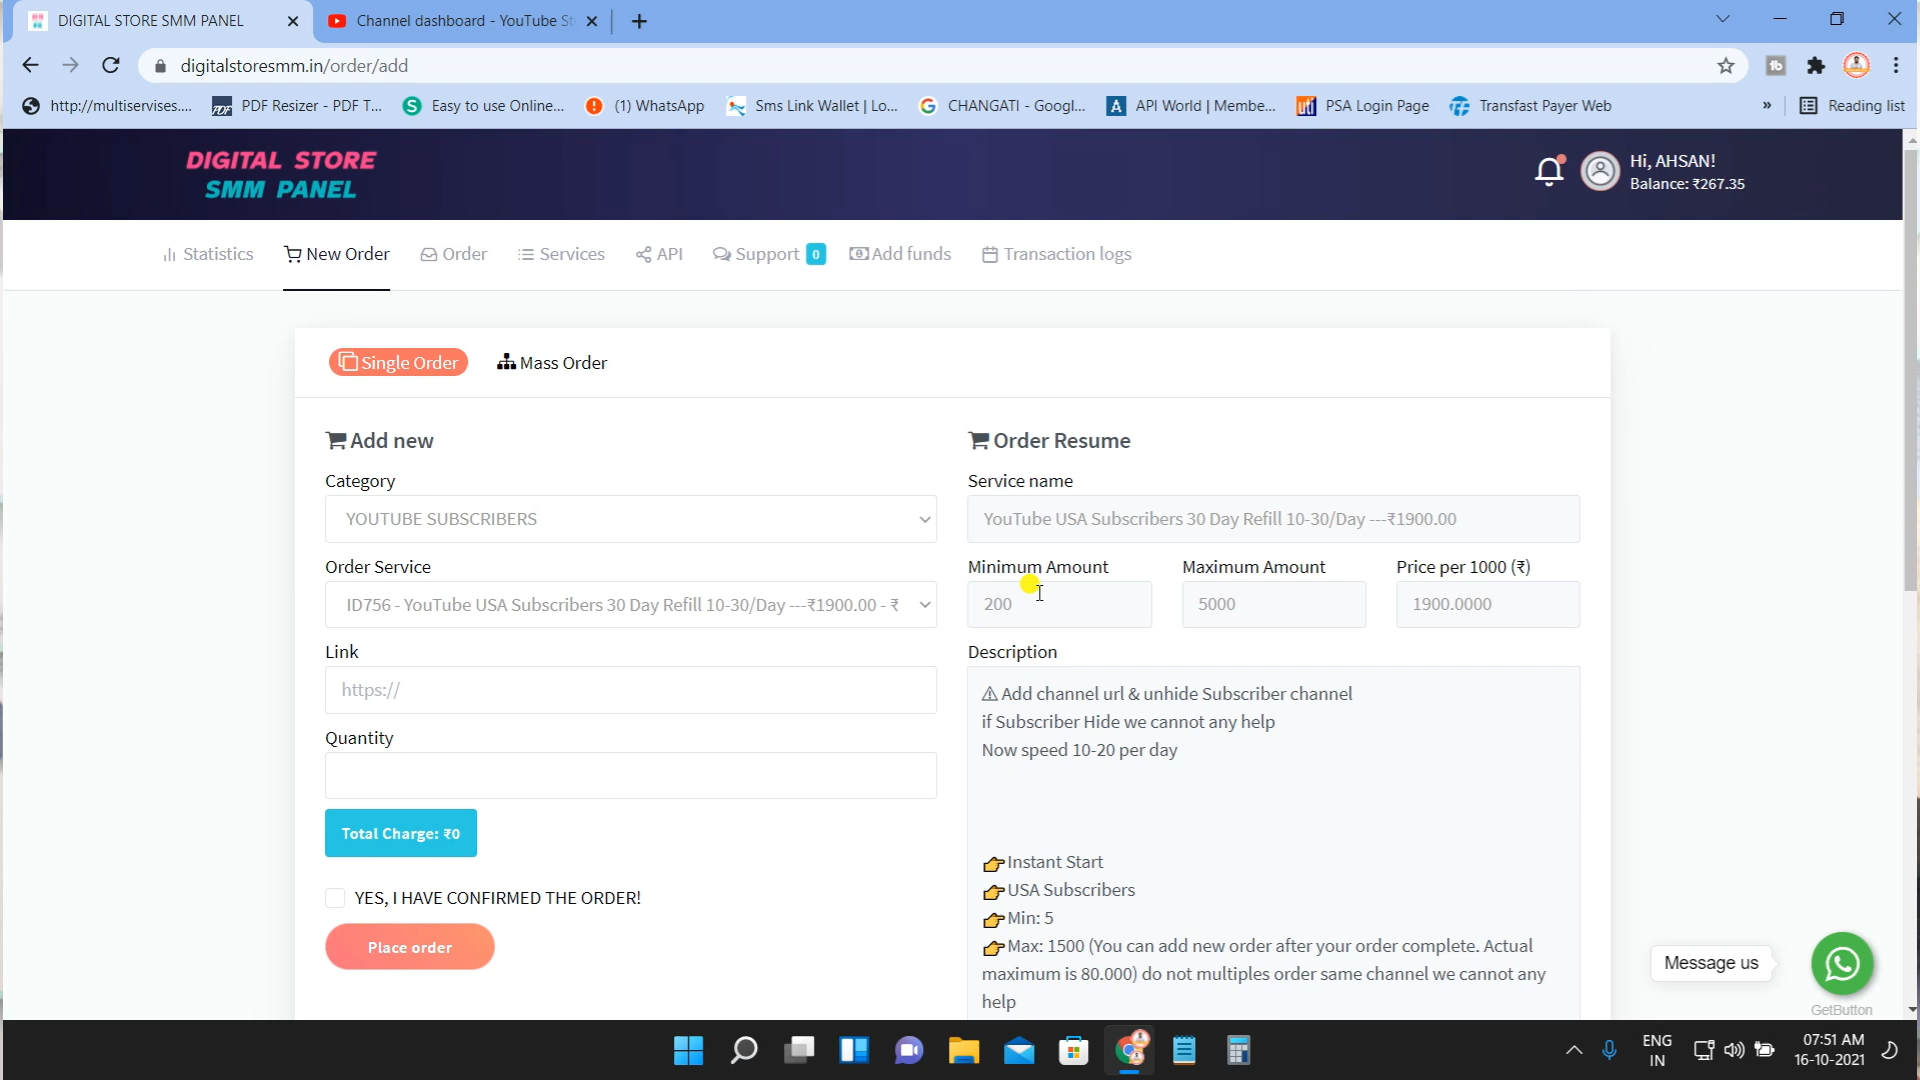 DIGITAL STORE SMM PANEL
Channel dashboard - YouTube St
digitalstoresmm.in/order/add
http://multiservises....
PDF Resizer - PDF T...
Easy to use Online...
(1) WhatsApp
Sms Link Wallet | Lo...
CHANGATI - Googl...
API World | Membe...
PSA Login Page
Transfast Payer Web
»
Reading list
DIGITAL STORE
SMM PANEL
Hi, AHSAN!
Balance: ₹267.35
Statistics
New Order
Order
Services
API
Support 0
Add funds
Transaction logs
Single Order
Mass Order
Add new
Category
YOUTUBE SUBSCRIBERS
Order Service
ID756 - YouTube USA Subscribers 30 Day Refill 10-30/Day ---₹1900.00 - ₹
Link
https://
Quantity
Total Charge: ₹0
YES, I HAVE CONFIRMED THE ORDER!
Place order
Order Resume
Service name
YouTube USA Subscribers 30 Day Refill 10-30/Day ---₹1900.00
Minimum Amount
Maximum Amount
Price per 1000 (₹)
200
5000
1900.0000
Description
⚠ Add channel url & unhide Subscriber channel
if Subscriber Hide we cannot any help
Now speed 10-20 per day
👉Instant Start
👉USA Subscribers
👉Min: 5
👉Max: 1500 (You can add new order after your order complete. Actual
maximum is 80.000) do not multiples order same channel we cannot any
help
Message us
GetButton
ENG
IN
07:51 AM
16-10-2021